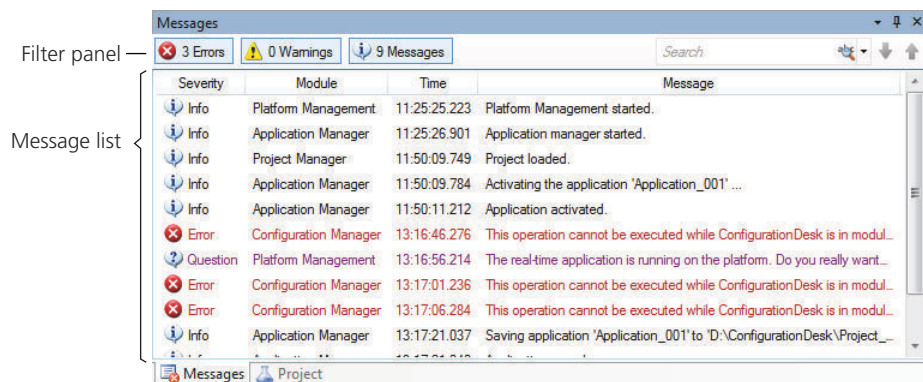 Messages
Filter panel
3 Errors 0 Warnings 9 Messages Search abc
Severity Module Time Message
Message list
Info Platform Management 11:25:25.223 Platform Management started.
Info Application Manager 11:25:26.901 Application manager started.
Info Project Manager 11:50:09.749 Project loaded.
Info Application Manager 11:50:09.784 Activating the application 'Application_001' ...
Info Application Manager 11:50:11.212 Application activated.
Error Configuration Manager 13:16:46.276 This operation cannot be executed while ConfigurationDesk is in modul...
Question Platform Management 13:16:56.214 The real-time application is running on the platform. Do you really want...
Error Configuration Manager 13:17:01.236 This operation cannot be executed while ConfigurationDesk is in modul...
Error Configuration Manager 13:17:06.284 This operation cannot be executed while ConfigurationDesk is in modul...
Info Application Manager 13:17:21.037 Saving application 'Application_001' to 'D:\ConfigurationDesk\Project_...
Messages Project